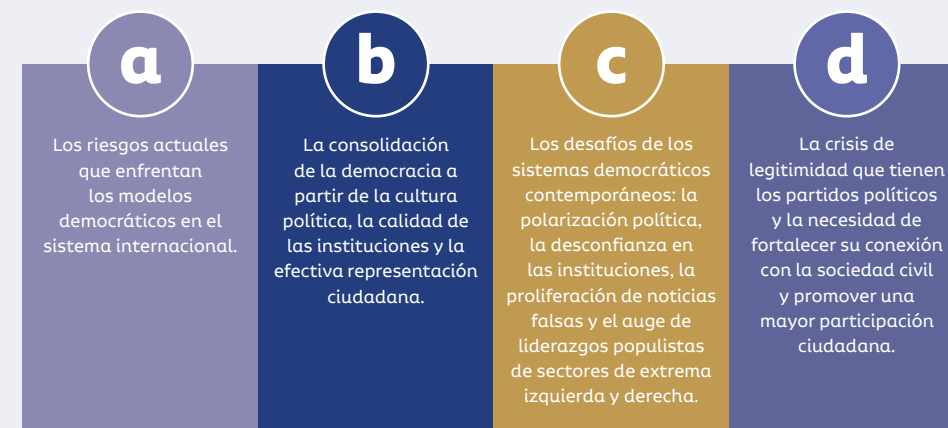 a
Los riesgos actuales
que enfrentan
los modelos
democráticos en el
sistema internacional.
b
La consolidación
de la democracia a
partir de la cultura
política, la calidad de
las instituciones y la
efectiva representación
ciudadana.
c
Los desafíos de los
sistemas democráticos
contemporáneos: la
polarización política,
la desconfianza en
las instituciones, la
proliferación de noticias
falsas y el auge de
liderazgos populistas
de sectores de extrema
izquierda y derecha.
d
La crisis de
legitimidad que tienen
los partidos políticos
y la necesidad de
fortalecer su conexión
con la sociedad civil
y promover una
mayor participación
ciudadana.